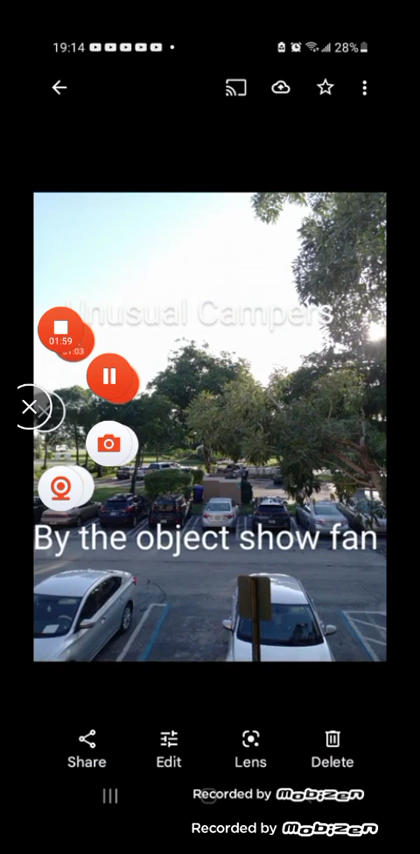 19:14
28%
Unusual Campers
01:59
01:03
By the object show fan
Share Edit Lens Delete
Recorded by Mobizen
Recorded by Mobizen